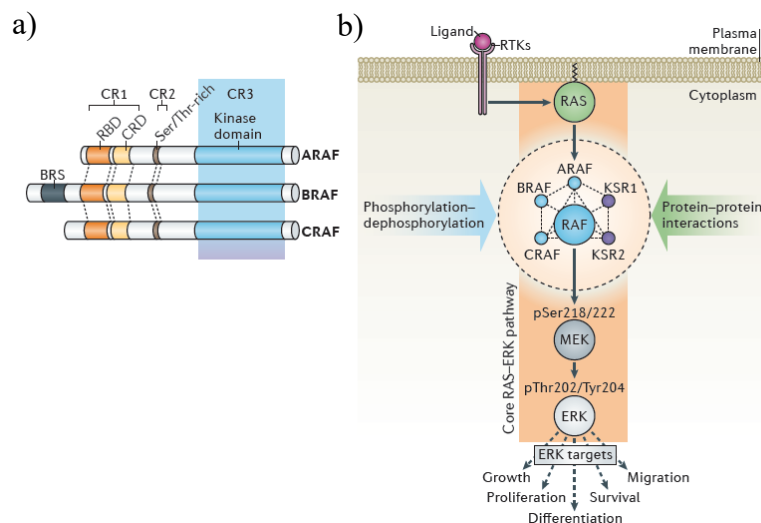 a)
CR1
CR2
CR3
RBD
CRD
Ser/Thr-rich
Kinase
domain
ARAF
BRS
BRAF
CRAF
b)
Ligand
RTKs
Plasma
membrane
RAS
Cytoplasm
ARAF
BRAF
KSR1
Phosphorylation–
dephosphorylation
RAF
Protein–protein
interactions
CRAF
KSR2
Core RAS–ERK pathway
pSer218/222
MEK
pThr202/Tyr204
ERK
ERK targets
Growth
Migration
Proliferation
Survival
Differentiation